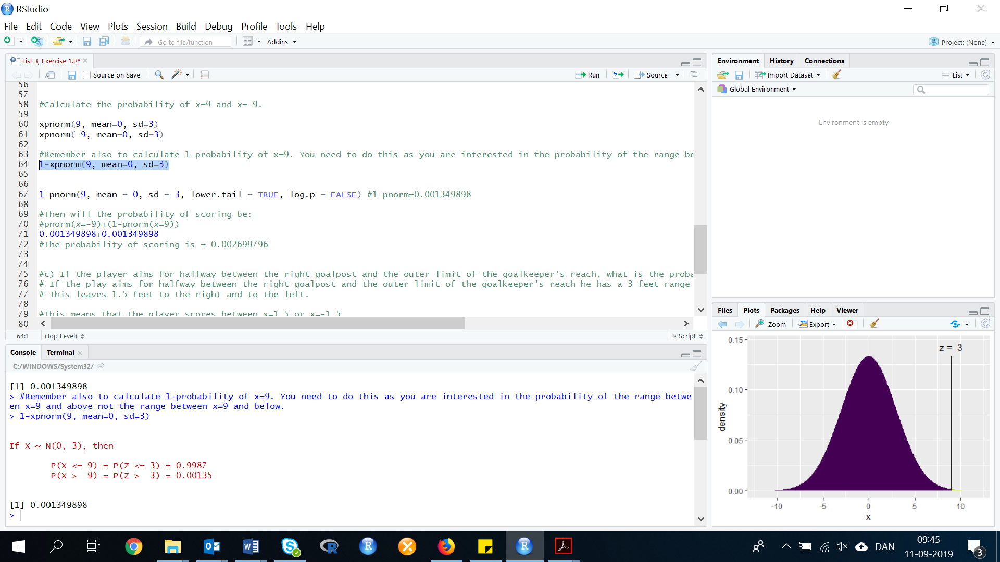 RStudio
File Edit Code View Plots Session Build Debug Profile Tools Help
Go to file/function Addins Project: (None)
List 3, Exercise 1.R*
Source on Save Run Source
56
57
58 #Calculate the probability of x=9 and x=-9.
59
60 xpnorm(9, mean=0, sd=3)
61 xpnorm(-9, mean=0, sd=3)
62
63 #Remember also to calculate 1-probability of x=9. You need to do this as you are interested in the probability of the range be
64 1-xpnorm(9, mean=0, sd=3)
65
66
67 1-pnorm(9, mean = 0, sd = 3, lower.tail = TRUE, log.p = FALSE) #1-pnorm=0.001349898
68
69 #Then will the probability of scoring be:
70 #pnorm(x=-9)+(1-pnorm(x=9))
71 0.001349898+0.001349898
72 #The probability of scoring is = 0.002699796
73
74
75 #c) If the player aims for halfway between the right goalpost and the outer limit of the goalkeeper's reach, what is the proba
76 # If the play aims for halfway between the right goalpost and the outer limit of the goalkeeper's reach he has a 3 feet range
77 # This leaves 1.5 feet to the right and to the left.
78
79 #This means that the player scores between x=1.5 or x=-1.5
80
64:1 (Top Level) R Script
Console Terminal
C:/WINDOWS/System32/
[1] 0.001349898
> #Remember also to calculate 1-probability of x=9. You need to do this as you are interested in the probability of the range betwe
en x=9 and above not the range between x=9 and below.
> 1-xpnorm(9, mean=0, sd=3)
If X ~ N(0, 3), then
P(X <= 9) = P(Z <= 3) = 0.9987
P(X > 9) = P(Z > 3) = 0.00135
[1] 0.001349898
>
Environment History Connections
Import Dataset List
Global Environment
Environment is empty
Files Plots Packages Help Viewer
Zoom Export
0.15
z = 3
0.10
density
0.05
0.00
-10 -5 0 5 10
x
DAN
09:45
11-09-2019
3